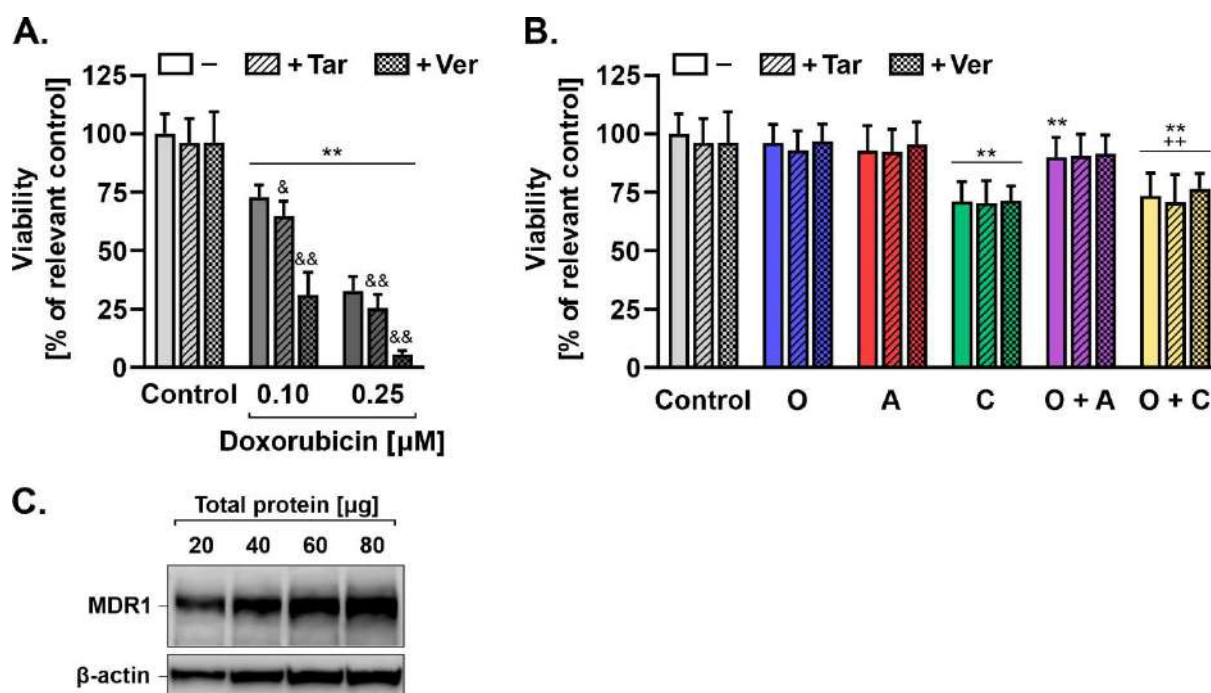 A.
– + Tar + Ver
Viability
[% of relevant control]
125
100
75
50
25
0
**
&
&&
&&
&&
Control 0.10 0.25
Doxorubicin [µM]
B.
– + Tar + Ver
Viability
[% of relevant control]
125
100
75
50
25
0
**
**
**
++
Control O A C O + A O + C
C.
Total protein [µg]
20 40 60 80
MDR1
β-actin